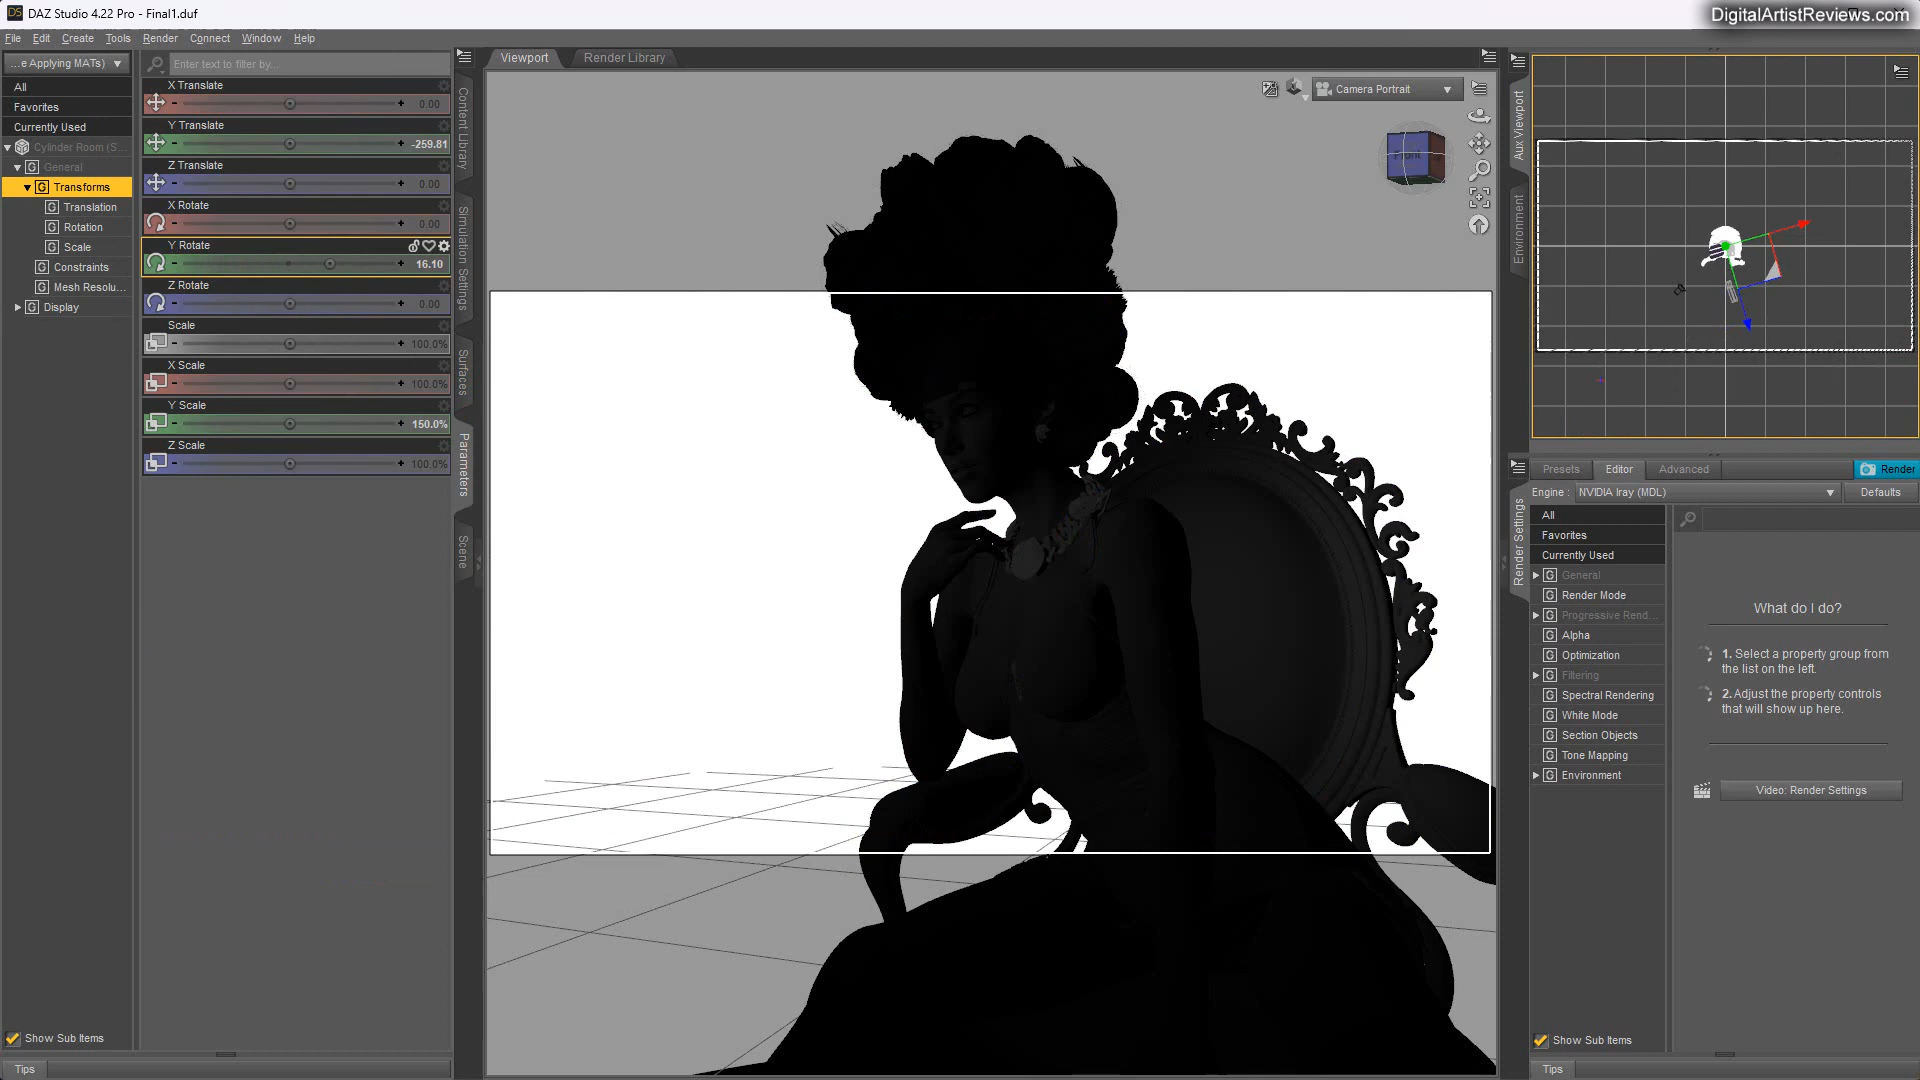 DAZ Studio 4.22 Pro - Final1.duf
DigitalArtistReviews.com
File Edit Create Tools Render Connect Window Help
...e Applying MATs)
All
Favorites
Currently Used
Cylinder Room (S...
General
Transforms
Translation
Rotation
Scale
Constraints
Mesh Resolu...
Display
Show Sub Items
Tips
Enter text to filter by...
X Translate
0.00
Y Translate
-259.81
Z Translate
0.00
X Rotate
0.00
Y Rotate
16.10
Z Rotate
0.00
Scale
100.0%
X Scale
100.0%
Y Scale
150.0%
Z Scale
100.0%
Content Library
Simulation Settings
Surfaces
Parameters
Scene
Viewport
Render Library
Camera Portrait
Front
Aux Viewport
Environment
Render Settings
Presets Editor Advanced Render
Engine : NVIDIA Iray (MDL) Defaults
All
Favorites
Currently Used
General
Render Mode
Progressive Rend...
Alpha
Optimization
Filtering
Spectral Rendering
White Mode
Section Objects
Tone Mapping
Environment
What do I do?
1. Select a property group from
the list on the left.
2. Adjust the property controls
that will show up here.
Video: Render Settings
Show Sub Items
Tips